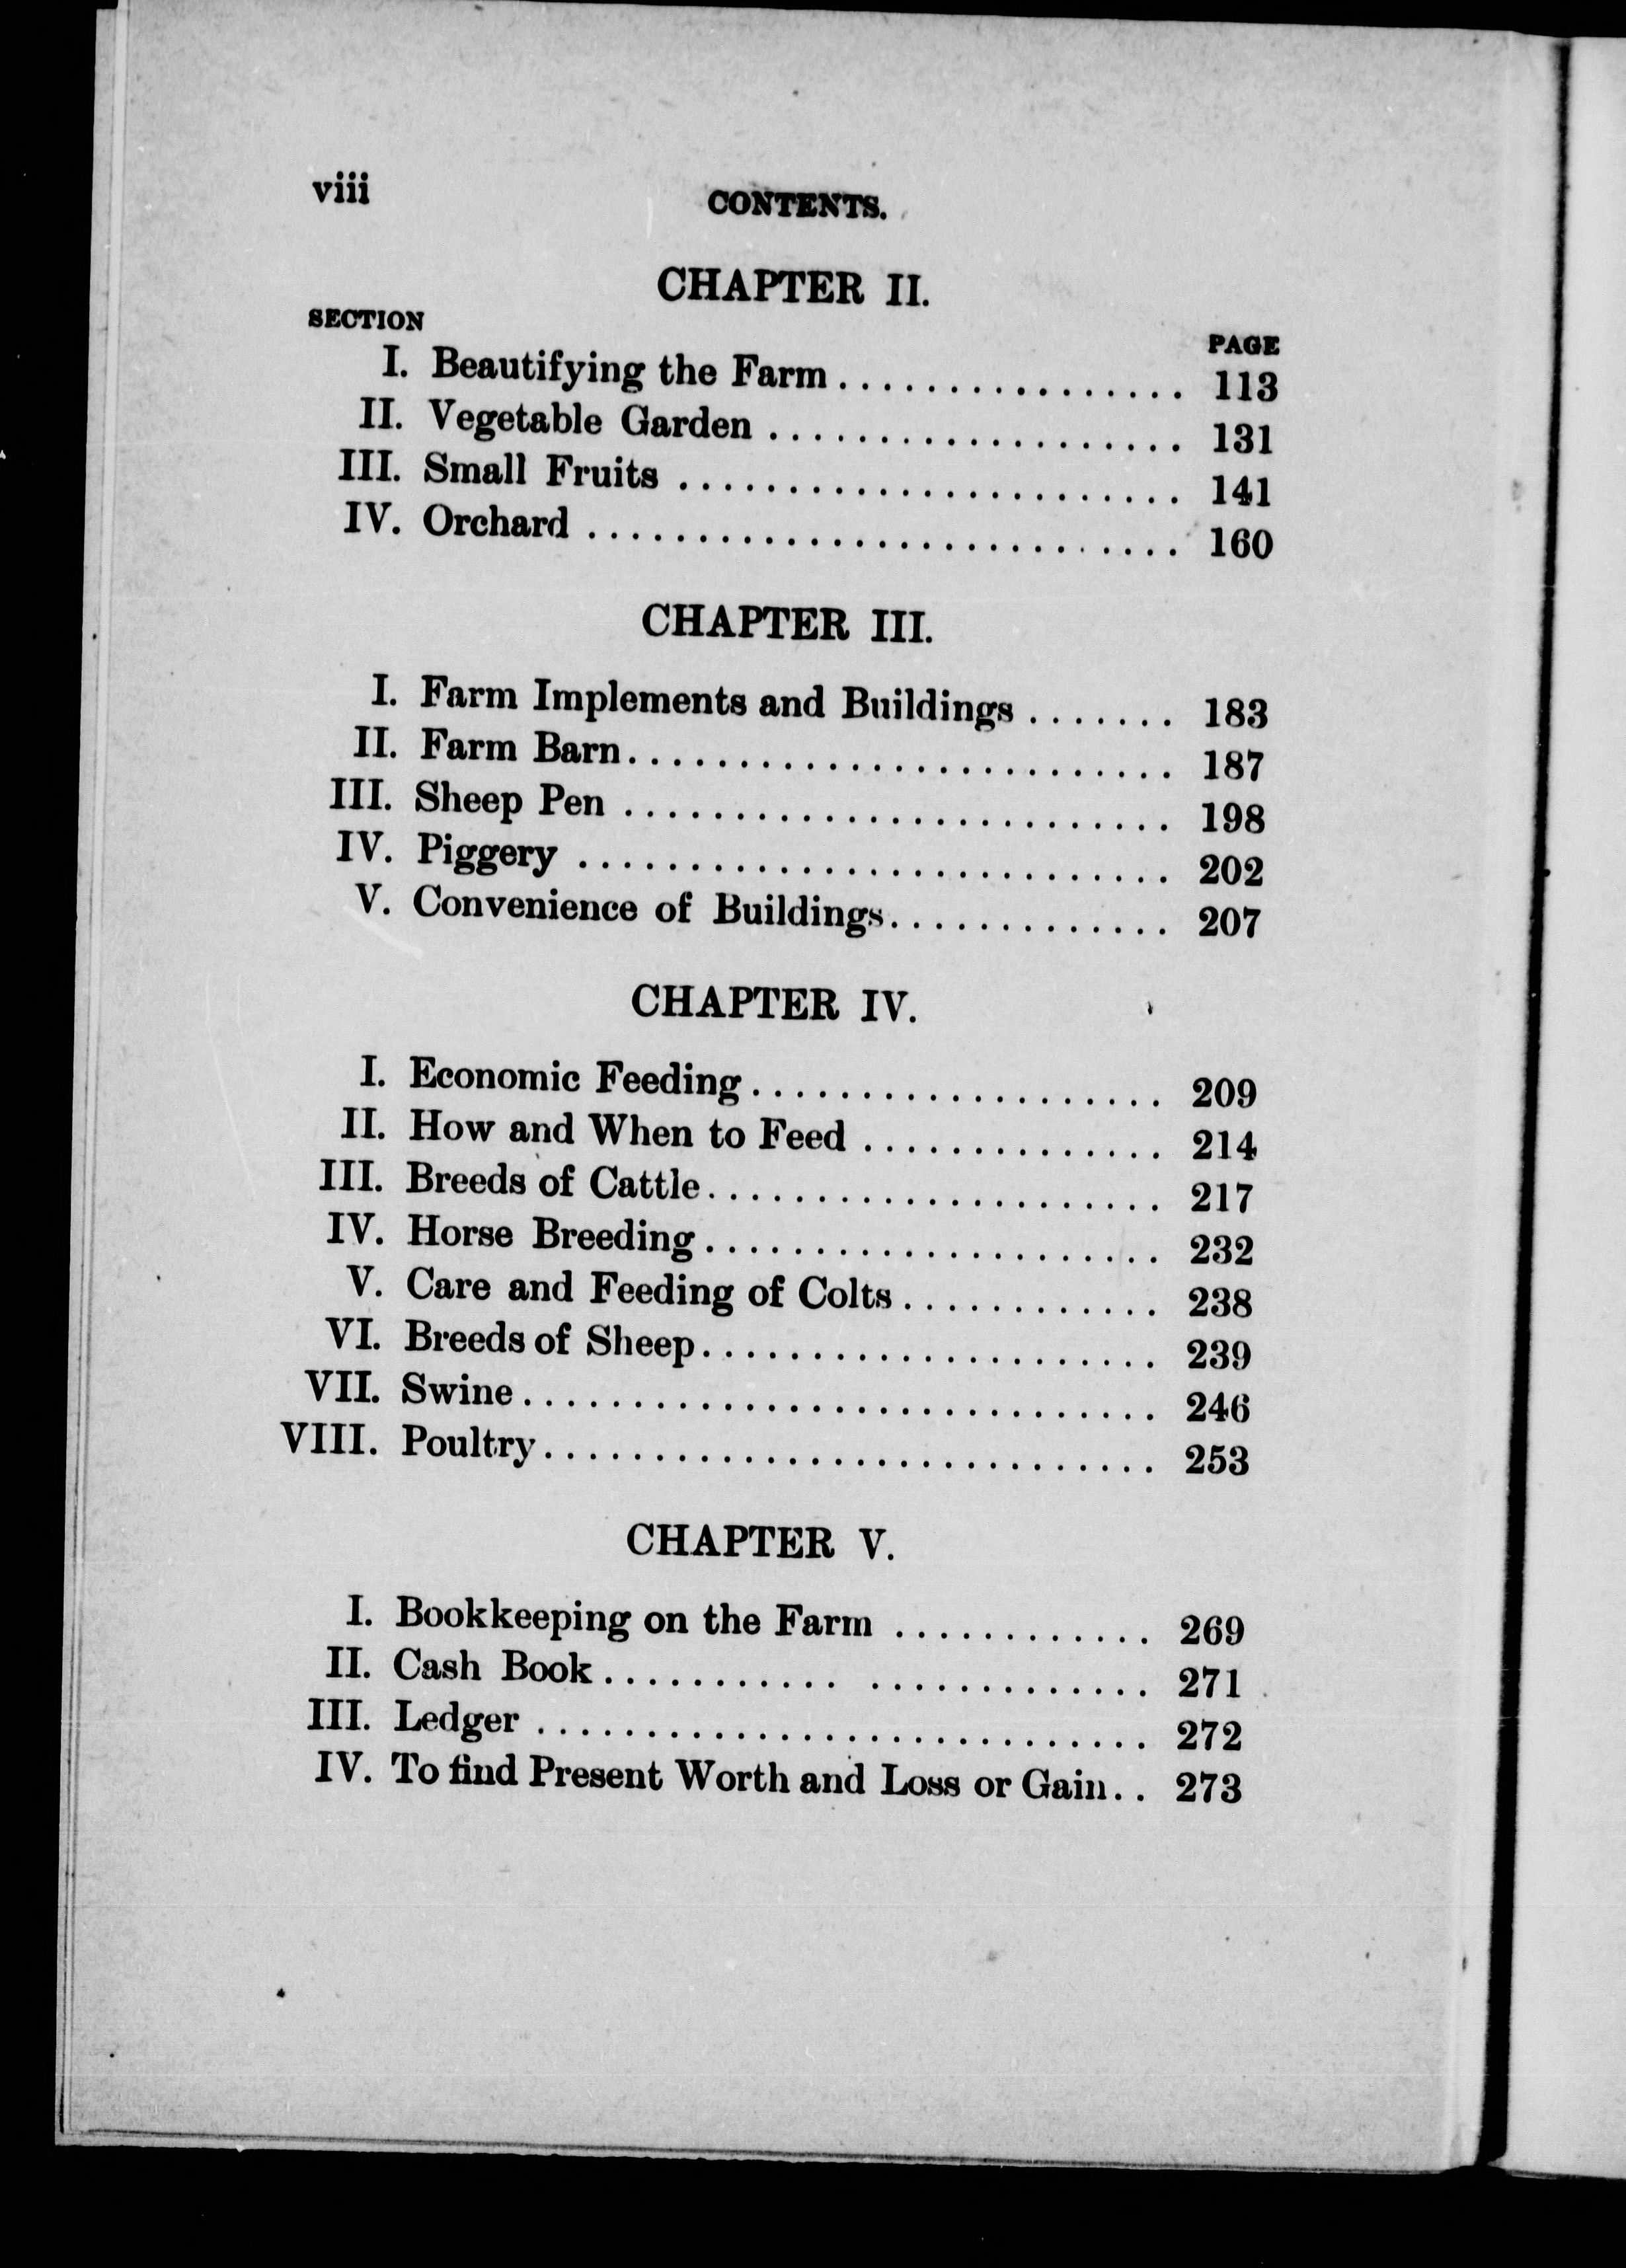 viii CONTENTS.
CHAPTER II.
SECTION PAGE
I. Beautifying the Farm ................ 113
II. Vegetable Garden ................... 131
III. Small Fruits ....................... 141
IV. Orchard ........................... 160
CHAPTER III.
I. Farm Implements and Buildings ....... 183
II. Farm Barn......................... 187
III. Sheep Pen ......................... 198
IV. Piggery ........................... 202
V. Convenience of Buildings............. 207
CHAPTER IV.
I. Economic Feeding ................... 209
II. How and When to Feed .............. 214
III. Breeds of Cattle..................... 217
IV. Horse Breeding ..................... 232
V. Care and Feeding of Colts ............ 238
VI. Breeds of Sheep..................... 239
VII. Swine ............................. 246
VIII. Poultry ............................ 253
CHAPTER V.
I. Bookkeeping on the Farm ............ 269
II. Cash Book ........... ............. 271
III. Ledger ............................ 272
IV. To find Present Worth and Loss or Gain.. 273